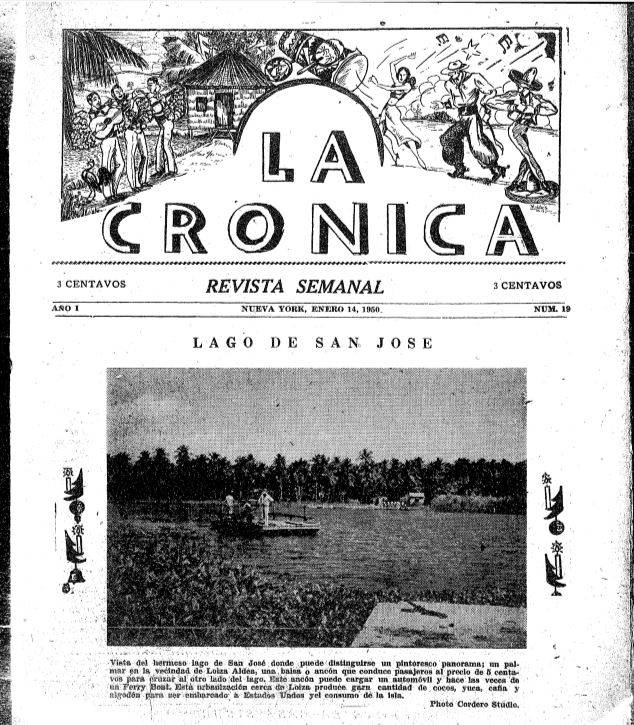 LA
CRONICA
3 CENTAVOS
REVISTA SEMANAL
3 CENTAVOS
AÑO I
NUEVA YORK, ENERO 14, 1950
NUM. 19
LAGO DE SAN JOSE
Vista del hermoso lago de San José donde puede distinguirse un pintoresco panorama; un pal-
mar en la vecindad de Loiza Aldea, una balsa o ancón que conduce pasajeros al precio de 5 centa-
vos para cruzar al otro lado del lago. Este ancón puede cargar un automóvil y hace las veces de
un Ferry Boat. Está urbanización cerca de Loiza produce garn cantidad de cocos, yuca, caña y
algodón para ser embarcado a Estados Unidos yel consumo de la isla.
Photo Cordero Studio.